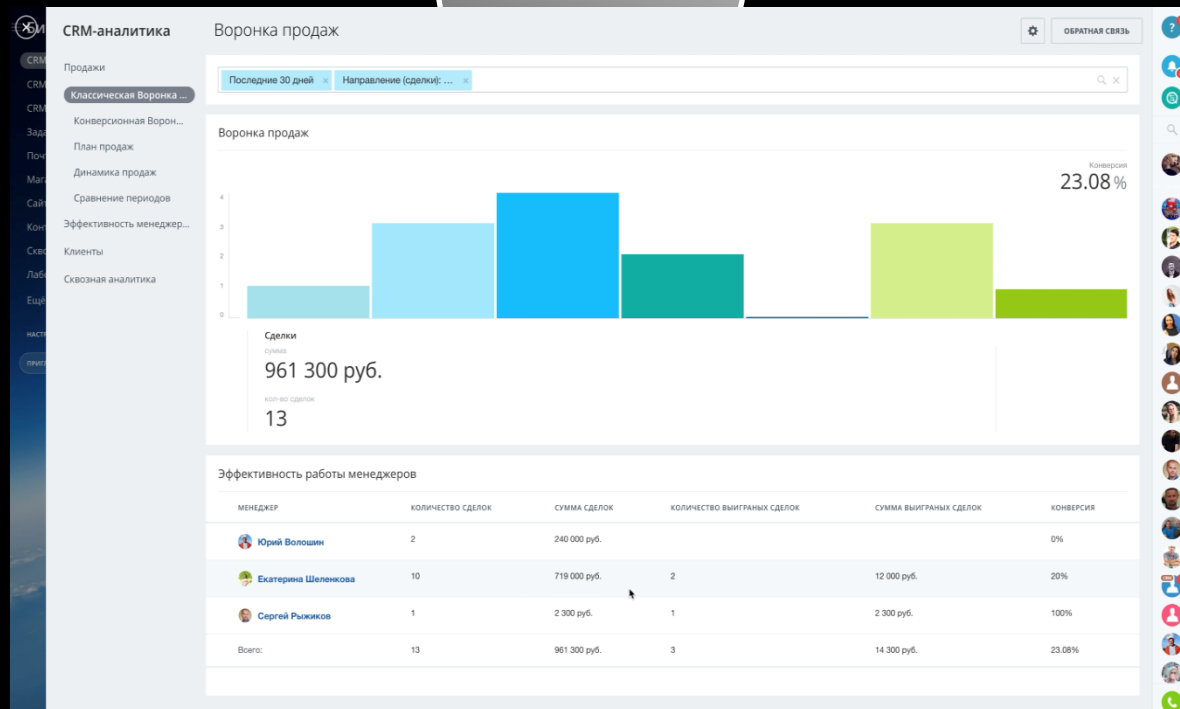 CRM-аналитика
Воронка продаж
ОБРАТНАЯ СВЯЗЬ
Продажи
Классическая Воронка ...
Конверсионная Ворон...
План продаж
Динамика продаж
Сравнение периодов
Эффективность менеджер...
Клиенты
Сквозная аналитика
Последние 30 дней ×
Направление (сделки): ... ×
Воронка продаж
Конверсия
23.08 %
4
3
2
1
0
Сделки
сумма
961 300 руб.
кол-во сделок
13
Эффективность работы менеджеров
МЕНЕДЖЕР КОЛИЧЕСТВО СДЕЛОК СУММА СДЕЛОК КОЛИЧЕСТВО ВЫИГРАНЫХ СДЕЛОК СУММА ВЫИГРАНЫХ СДЕЛОК КОНВЕРСИЯ
Юрий Волошин 2 240 000 руб. 0%
Екатерина Шеленкова 10 719 000 руб. 2 12 000 руб. 20%
Сергей Рыжиков 1 2 300 руб. 1 2 300 руб. 100%
Всего: 13 961 300 руб. 3 14 300 руб. 23.08%